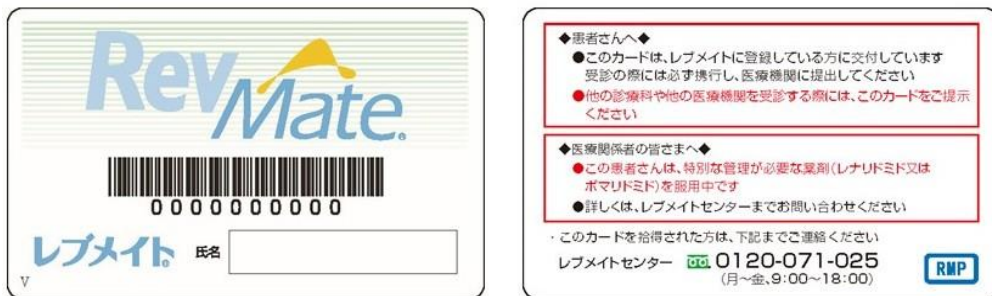 RevMate®
0000000000
レブメイト®
氏名
V
◆患者さんへ◆
●このカードは、レブメイトに登録している方に交付しています
受診の際には必ず携行し、医療機関に提出してください
●他の診療科や他の医療機関を受診する際には、このカードをご提示
ください
◆医療関係者の皆さまへ◆
●この患者さんは、特別な管理が必要な薬剤(レナリドミド又は
ポマリドミド)を服用中です
●詳しくは、レブメイトセンターまでお問い合わせください
・このカードを拾得された方は、下記までご連絡ください
レブメイトセンター 0120-071-025
(月〜金、9:00〜18:00)
RMP